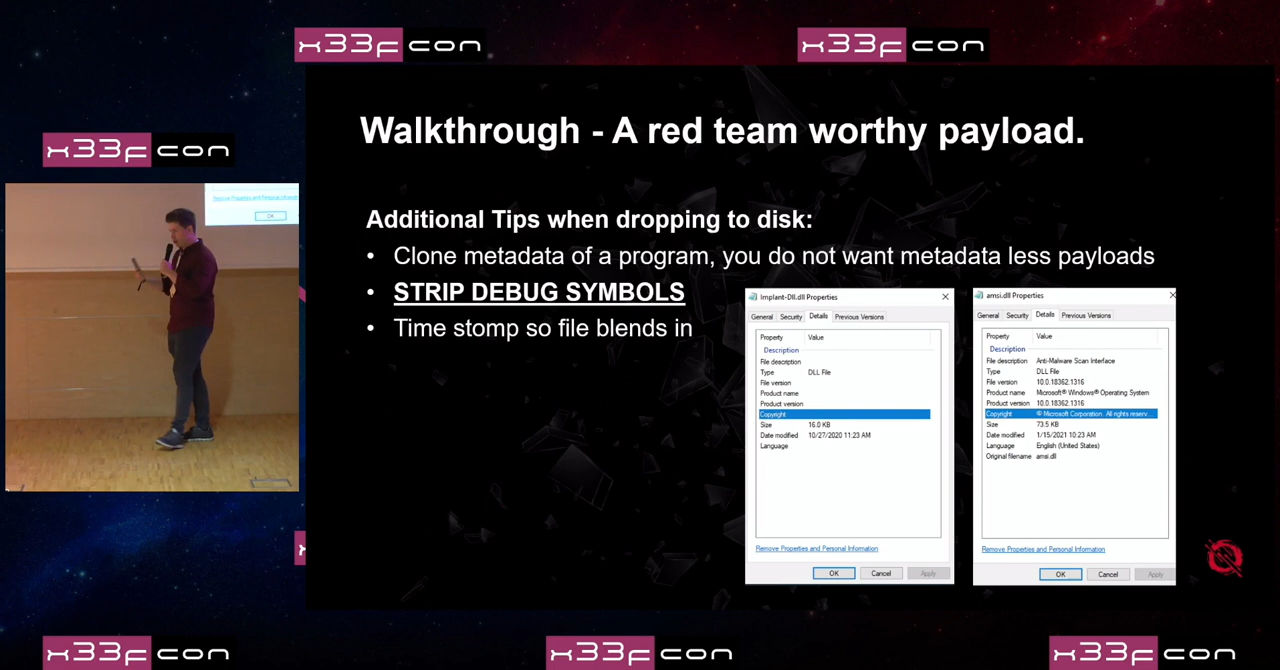 x33fcon
x33fcon
x33fcon
Walkthrough - A red team worthy payload.
Additional Tips when dropping to disk:
• Clone metadata of a program, you do not want metadata less payloads
• STRIP DEBUG SYMBOLS
• Time stomp so file blends in
Remove Properties and Personal Information
OK
Implant-Dll.dll Properties
General Security Details Previous Versions
Property Value
Description
File description
Type DLL File
File version
Product name
Product version
Copyright
Size 16.0 KB
Date modified 10/27/2020 11:23 AM
Language
Remove Properties and Personal Information
OK Cancel Apply
amsi.dll Properties
General Security Details Previous Versions
Property Value
Description
File description Anti-Malware Scan Interface
Type DLL File
File version 10.0.18362.1316
Product name Microsoft® Windows® Operating System
Product version 10.0.18362.1316
Copyright © Microsoft Corporation. All rights reserv...
Size 73.5 KB
Date modified 1/15/2021 10:23 AM
Language English (United States)
Original filename amsi.dll
Remove Properties and Personal Information
OK Cancel Apply
x33fcon
x33fcon
x33fcon